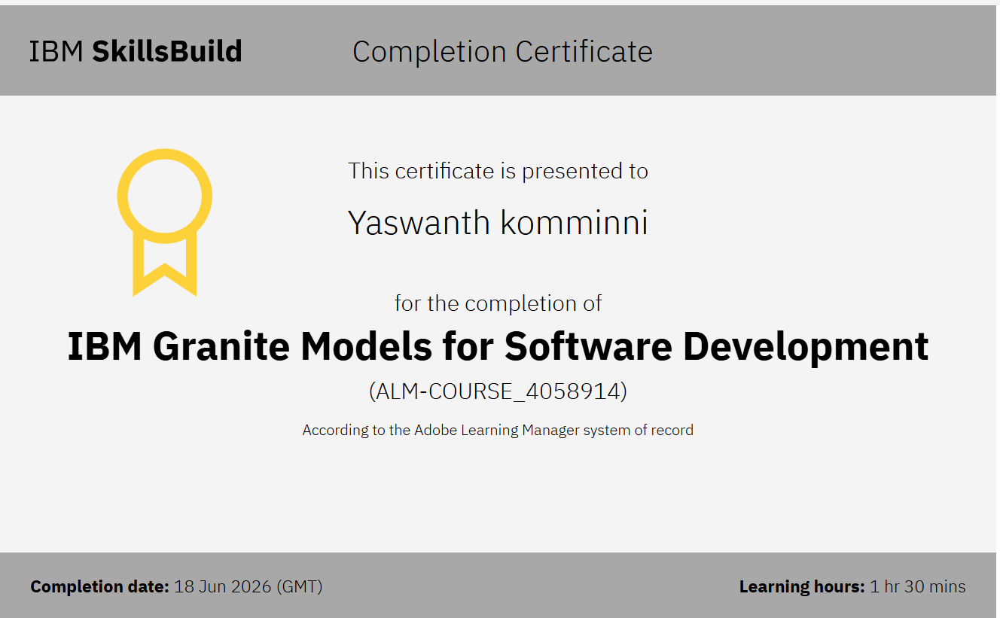 IBM SkillsBuild
Completion Certificate
This certificate is presented to
Yaswanth komminni
for the completion of
IBM Granite Models for Software Development
(ALM-COURSE_4058914)
According to the Adobe Learning Manager system of record
Completion date: 18 Jun 2026 (GMT)
Learning hours: 1 hr 30 mins